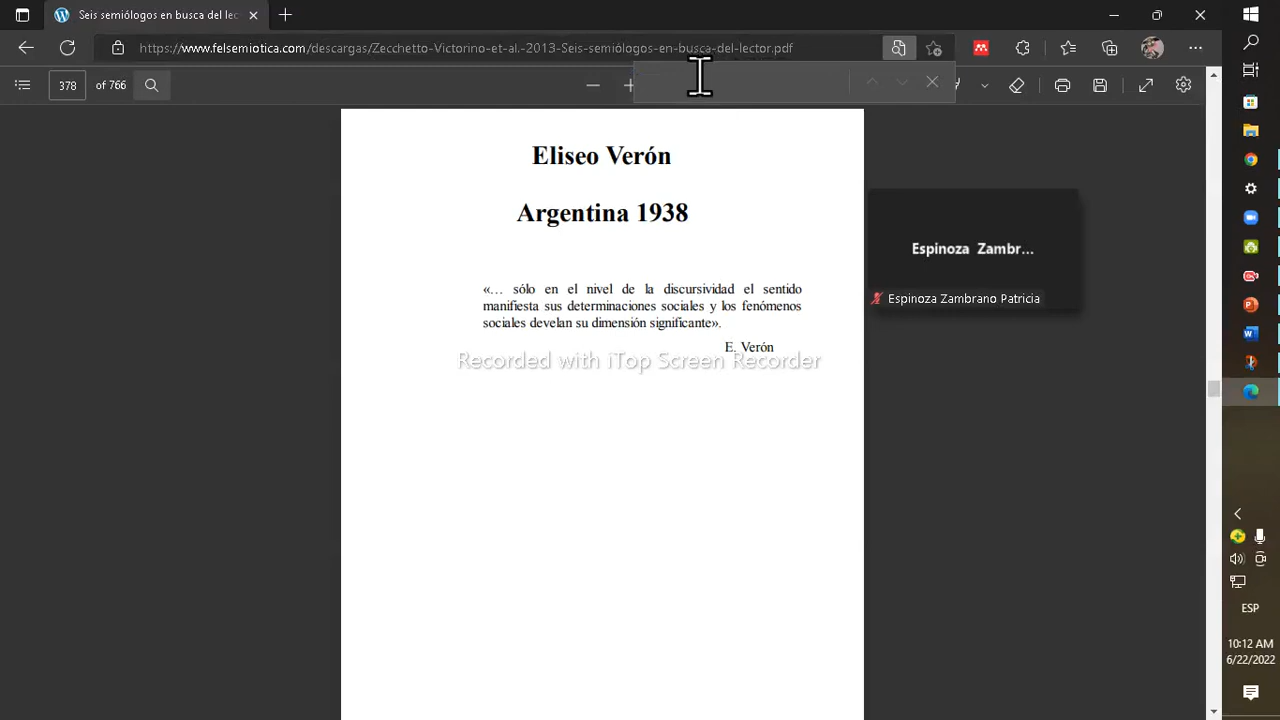 Seis semiólogos en busca del lec
https://www.felsemiotica.com/descargas/Zecchetto-Victorino-et-al.-2013-Seis-semiólogos-en-busca-del-lector.pdf
378 of 766
Eliseo Verón
Argentina 1938
«… sólo en el nivel de la discursividad el sentido
manifiesta sus determinaciones sociales y los fenómenos
sociales develan su dimensión significante».
E. Verón
Recorded with iTop Screen Recorder
Espinoza Zambr...
Espinoza Zambrano Patricia
ESP
10:12 AM
6/22/2022